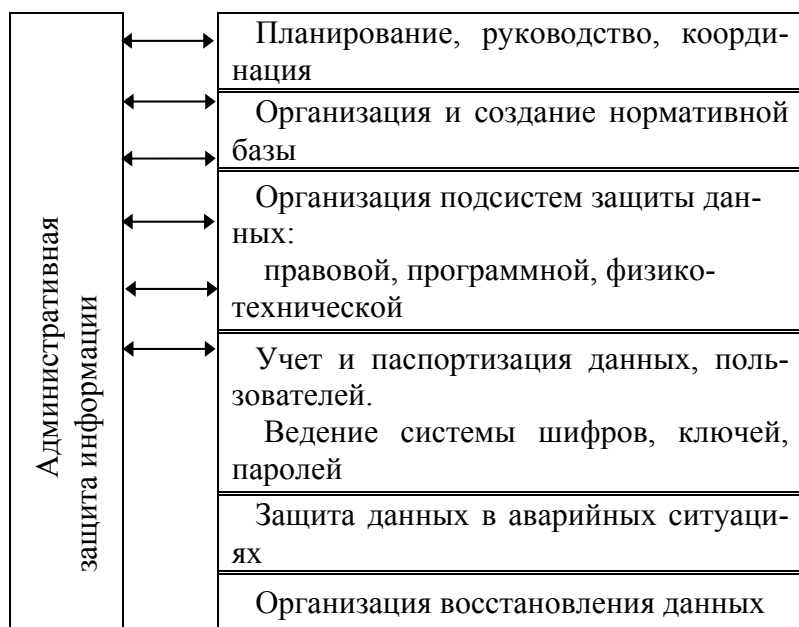 Административная
защита информации
Планирование, руководство, коорди-
нация
Организация и создание нормативной
базы
Организация подсистем защиты дан-
ных:
правовой, программной, физико-
технической
Учет и паспортизация данных, поль-
зователей.
Ведение системы шифров, ключей,
паролей
Защита данных в аварийных ситуаци-
ях
Организация восстановления данных